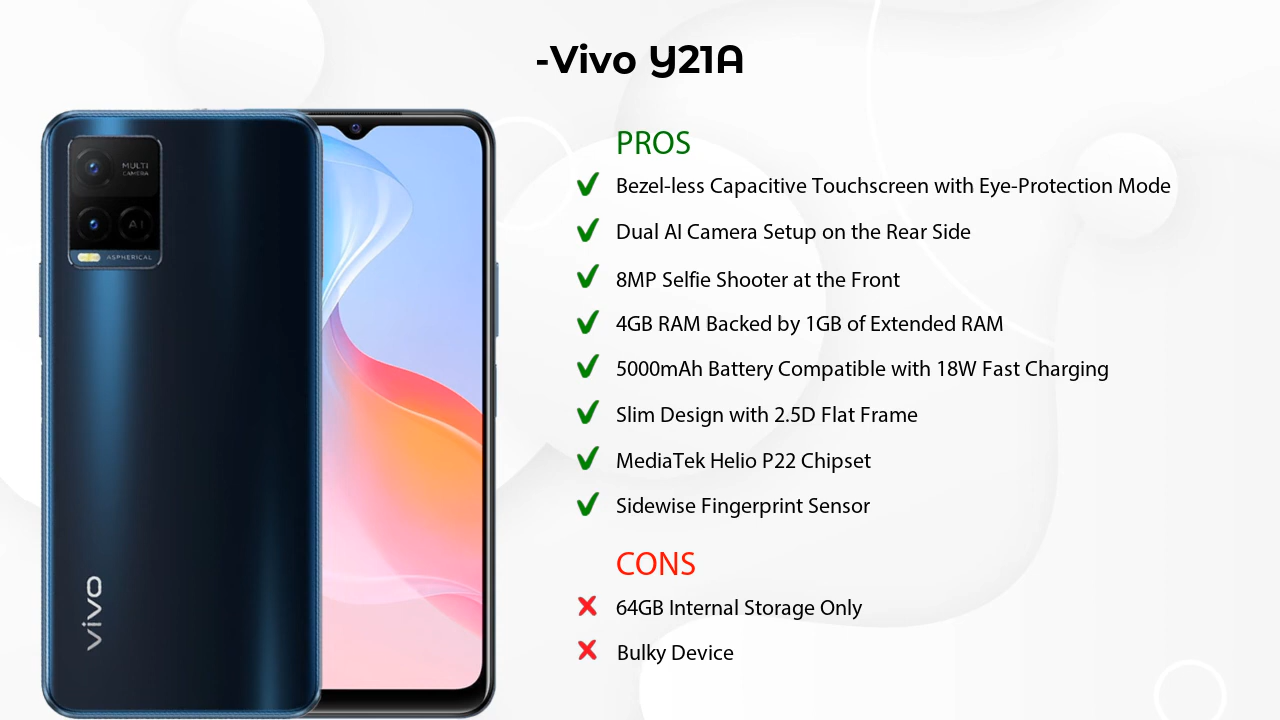 -Vivo Y21A
MULTI
CAMERA
AI
ASPHERICAL
vivo
PROS
Bezel-less Capacitive Touchscreen with Eye-Protection Mode
Dual AI Camera Setup on the Rear Side
8MP Selfie Shooter at the Front
4GB RAM Backed by 1GB of Extended RAM
5000mAh Battery Compatible with 18W Fast Charging
Slim Design with 2.5D Flat Frame
MediaTek Helio P22 Chipset
Sidewise Fingerprint Sensor
CONS
64GB Internal Storage Only
Bulky Device